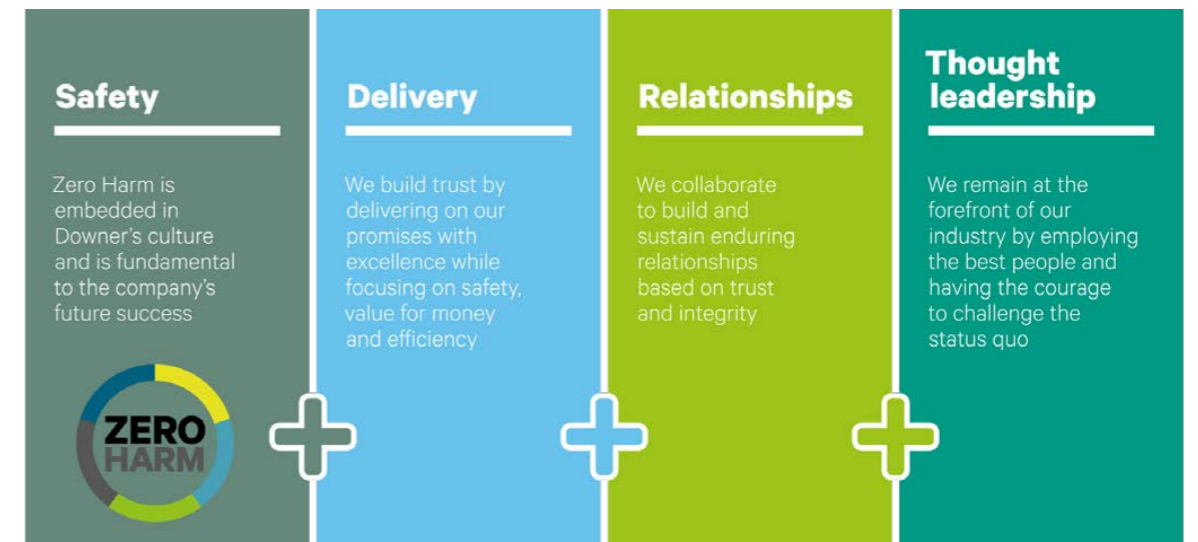 Safety
Zero Harm is
embedded in
Downer’s culture
and is fundamental
to the company’s
future success
ZERO
HARM
Delivery
We build trust by
delivering on our
promises with
excellence while
focusing on safety,
value for money
and efficiency
Relationships
We collaborate
to build and
sustain enduring
relationships
based on trust
and integrity
Thought
leadership
We remain at the
forefront of our
industry by employing
the best people and
having the courage
to challenge the
status quo